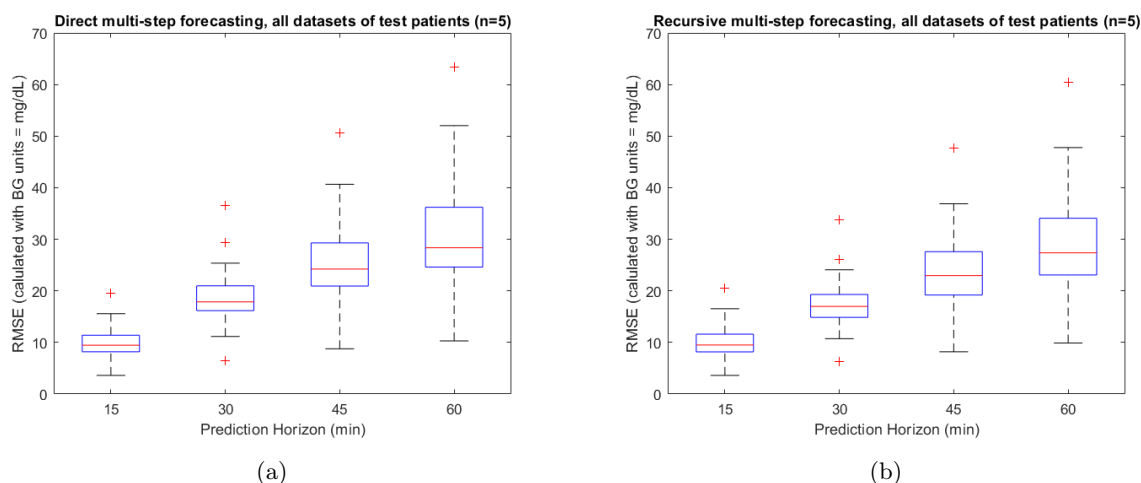 Direct multi-step forecasting, all datasets of test patients (n=5)
70
60
50
40
30
20
10
0
RMSE (calulated with BG units = mg/dL)
15 30 45 60
Prediction Horizon (min)
(a)
Recursive multi-step forecasting, all datasets of test patients (n=5)
70
60
50
40
30
20
10
0
RMSE (calulated with BG units = mg/dL)
15 30 45 60
Prediction Horizon (min)
(b)